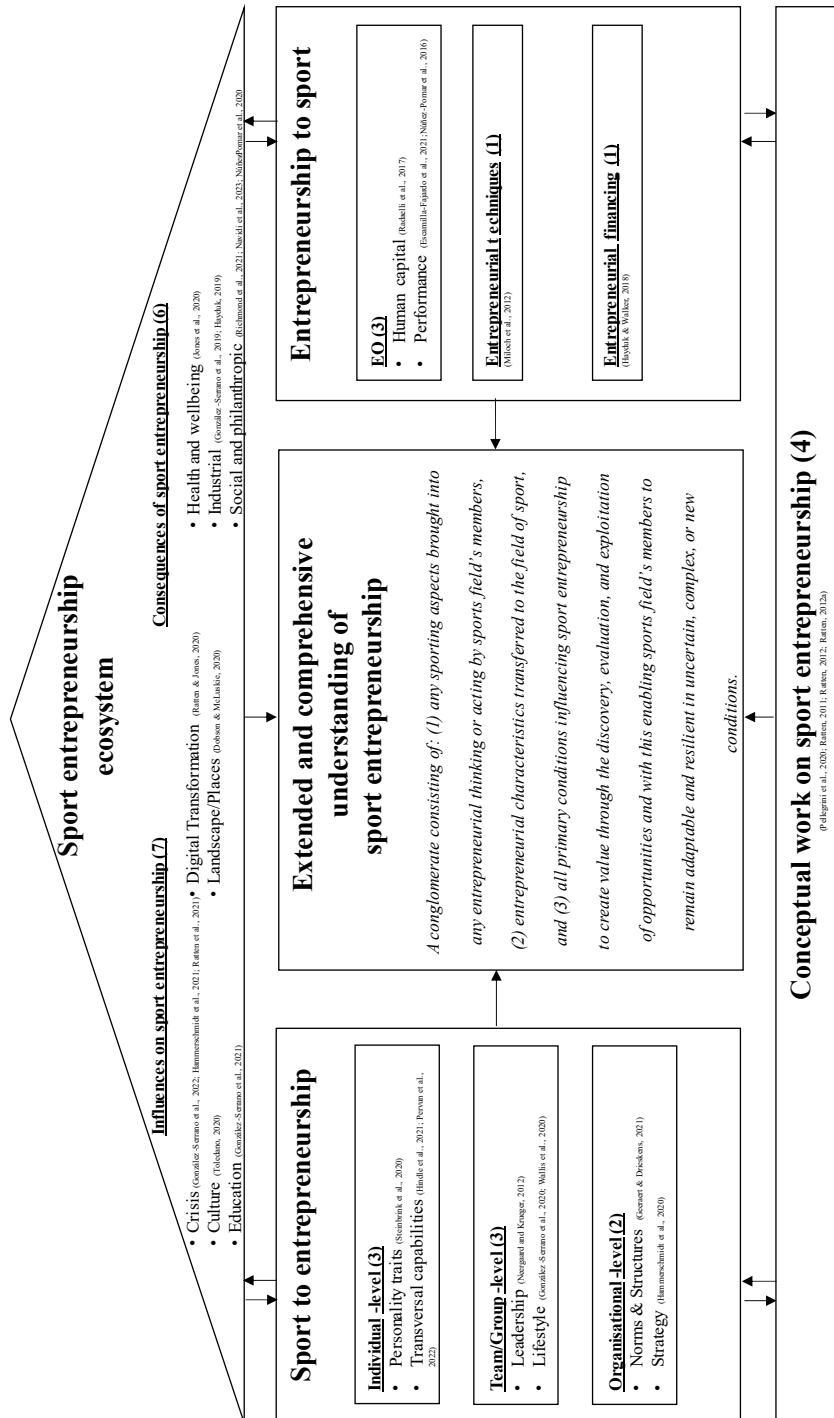 Sport entrepreneurship
ecosystem
Influences on sport entrepreneurship (7)
• Crisis (González-Serrano et al., 2022; Hammerschmidt et al., 2021; Ratten et al., 2021)
• Culture (Toledano, 2020)
• Education (González-Serrano et al., 2021)
• Digital Transformation (Ratten & Jones, 2020)
• Landscape/Places (Dobson & McLuskie, 2020)
Consequences of sport entrepreneurship (6)
• Health and wellbeing (Jones et al., 2020)
• Industrial (González-Serrano et al., 2019; Hayduk, 2019)
• Social and philanthropic (Richmond et al., 2021; Navidi et al., 2023; NúñezPomar et al., 2020
Sport to entrepreneurship
Individual -level (3)
• Personality traits (Steinbrink et al., 2020)
• Transversal capabilities (Hindle et al., 2021; Pervun et al.,
2022)
Team/Group -level (3)
• Leadership (Neergaard and Krueger, 2012)
• Lifestyle (González-Serrano et al., 2020; Wallis et al., 2020)
Organisational -level (2)
• Norms & Structures (Geeraert & Drieskens, 2021)
• Strategy (Hammerschmidt et al., 2020)
Extended and comprehensive
understanding of
sport entrepreneurship
A conglomerate consisting of: (1) any sporting aspects brought into
any entrepreneurial thinking or acting by sports field's members,
(2) entrepreneurial characteristics transferred to the field of sport,
and (3) all primary conditions influencing sport entrepreneurship
to create value through the discovery, evaluation, and exploitation
of opportunities and with this enabling sports field's members to
remain adaptable and resilient in uncertain, complex, or new
conditions.
Entrepreneurship to sport
EO (3)
• Human capital (Radaelli et al., 2017)
• Performance (Escamilla-Fajardo et al., 2021; Núñez-Pomar et al., 2016)
Entrepreneurial t echniques (1)
(Miloch et al., 2012)
Entrepreneurial financing (1)
(Hayduk & Walker, 2018)
Conceptual work on sport entrepreneurship (4)
(Pellegrini et al., 2020; Ratten, 2011; Ratten, 2012; Ratten, 2012a)